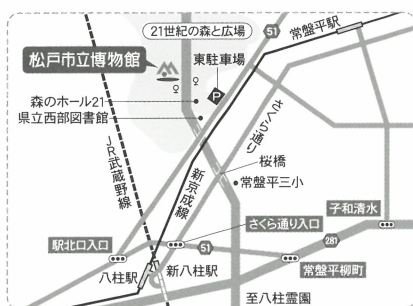 21世紀の森と広場
51
常盤平駅
松戸市立博物館
東駐車場
P
森のホール21
県立西部図書館
さくら通り
JR武蔵野線
新京成線
桜橋
常盤平三小
子和清水
さくら通り入口
281
駅北口入口
51
八柱駅
新八柱駅
常盤平柳町
至八柱霊園